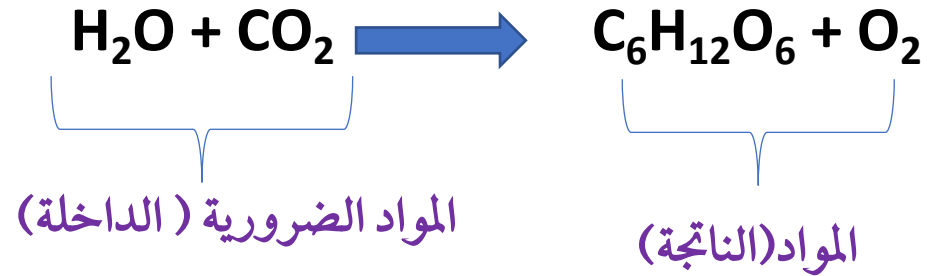 H₂O + CO₂ C₆H₁₂O₆ + O₂
المواد الضرورية ( الداخلة)
المواد(الناتجة)